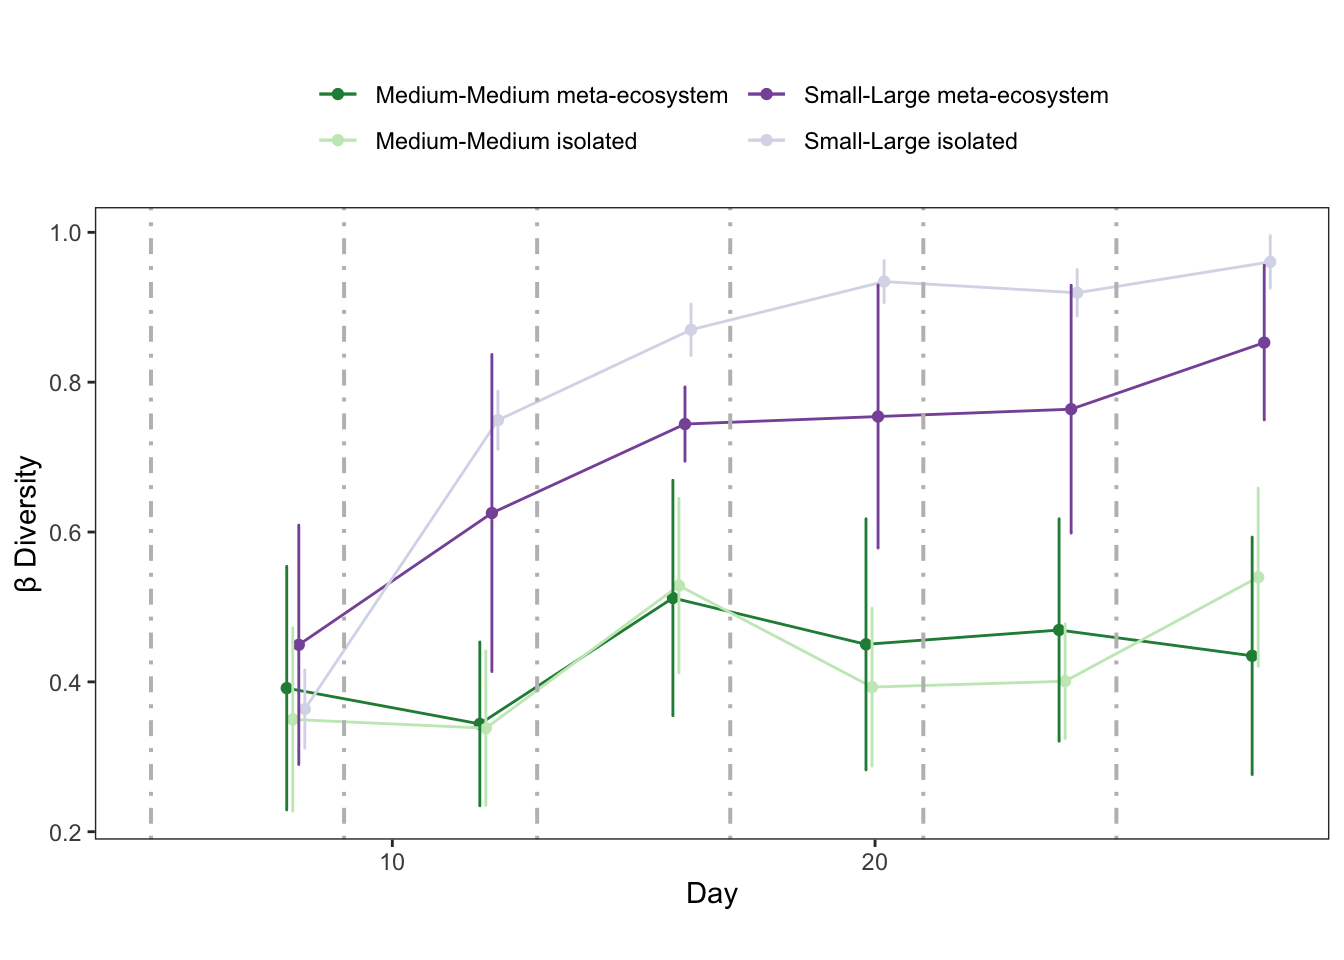 Medium-Medium meta-ecosystem
Small-Large meta-ecosystem
Medium-Medium isolated
Small-Large isolated
1.0
0.8
0.6
0.4
0.2
β Diversity
10
20
Day